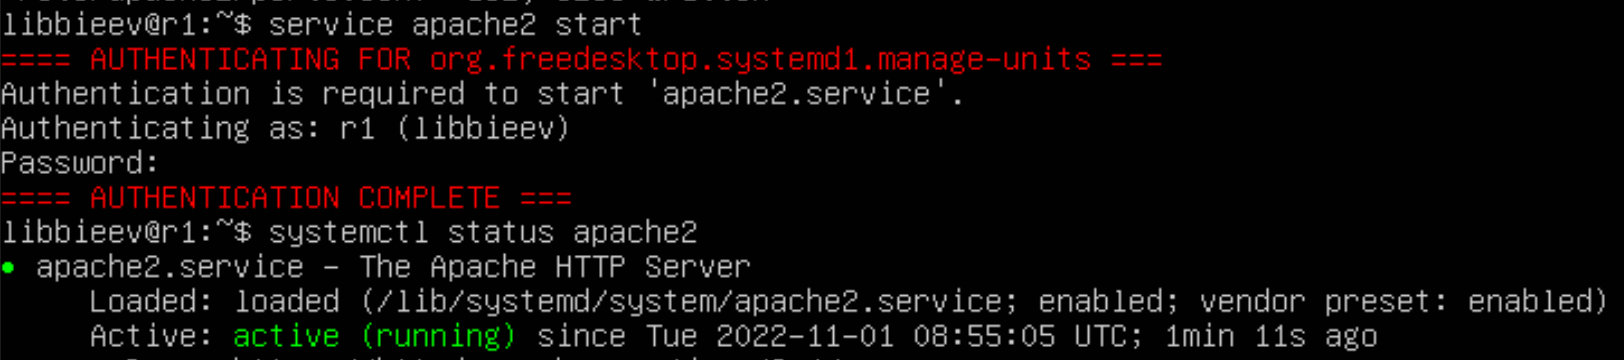 libbieev@r1:~$ service apache2 start
==== AUTHENTICATING FOR org.freedesktop.systemd1.manage-units ===
Authentication is required to start 'apache2.service'.
Authenticating as: r1 (libbieev)
Password:
==== AUTHENTICATION COMPLETE ===
libbieev@r1:~$ systemctl status apache2
● apache2.service - The Apache HTTP Server
Loaded: loaded (/lib/systemd/system/apache2.service; enabled; vendor preset: enabled)
Active: active (running) since Tue 2022-11-01 08:55:05 UTC; 1min 11s ago